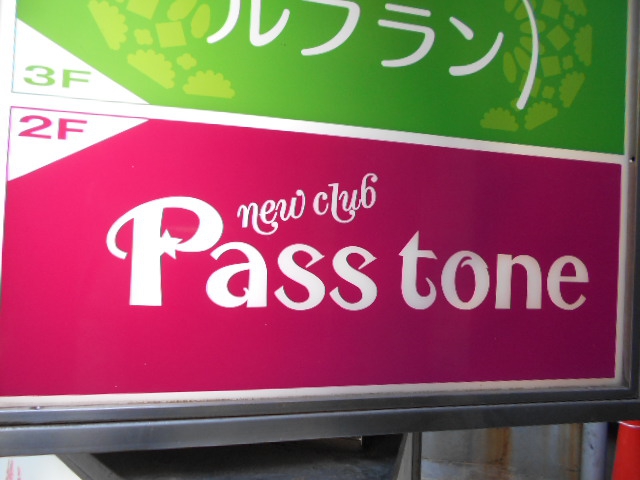 ルフラン)
3F
2F
new club
Pass tone